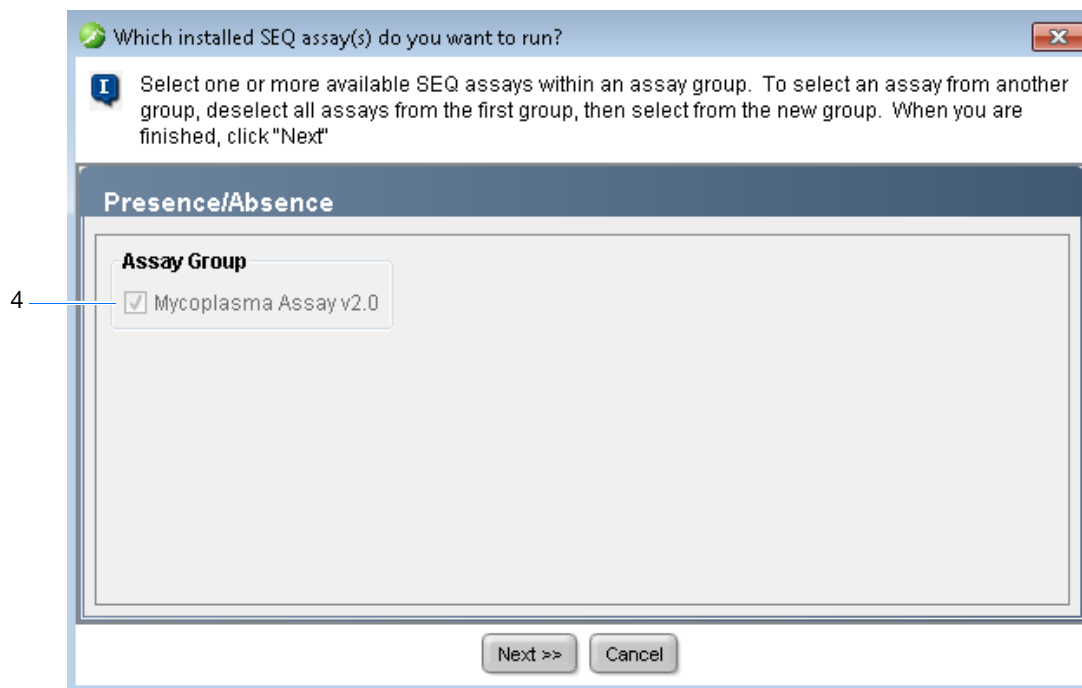 Which installed SEQ assay(s) do you want to run?
Select one or more available SEQ assays within an assay group. To select an assay from another
group, deselect all assays from the first group, then select from the new group. When you are
finished, click "Next"
Presence/Absence
Assay Group
4
Mycoplasma Assay v2.0
Next >>
Cancel